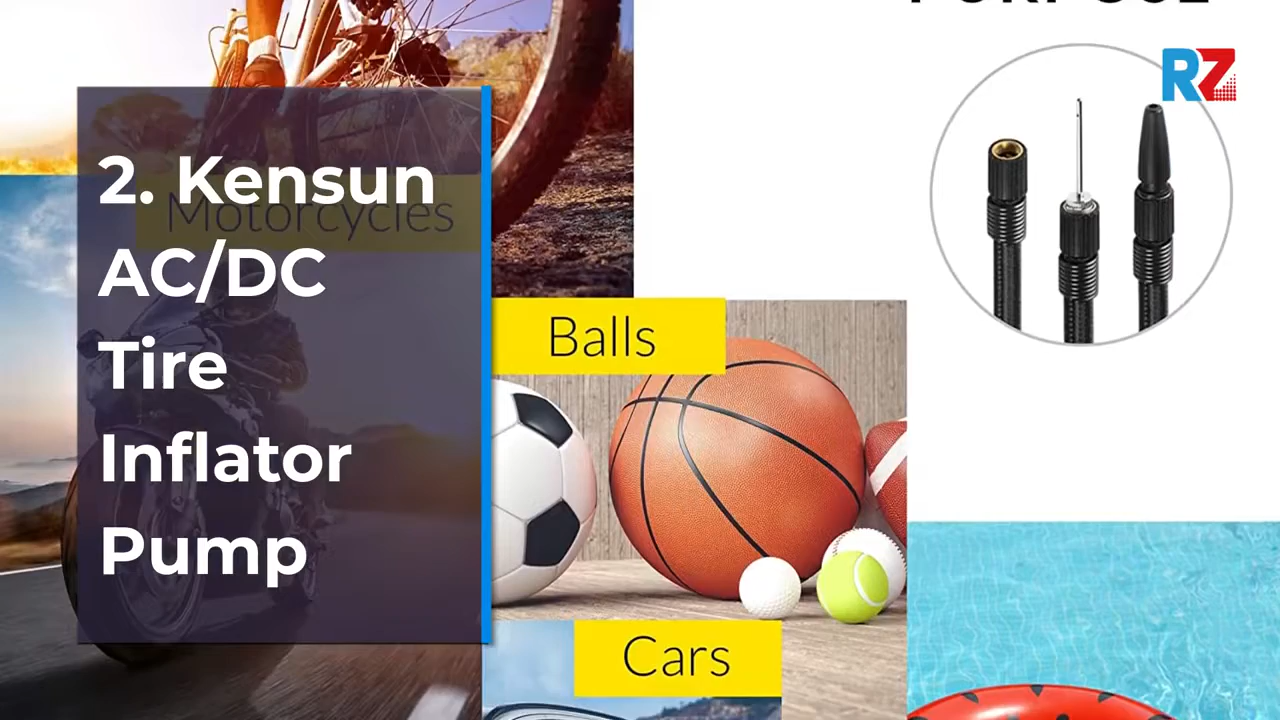 RZ
2. Kensun
AC/DC
Tire
Inflator
Pump
Motorcycles
Balls
Cars